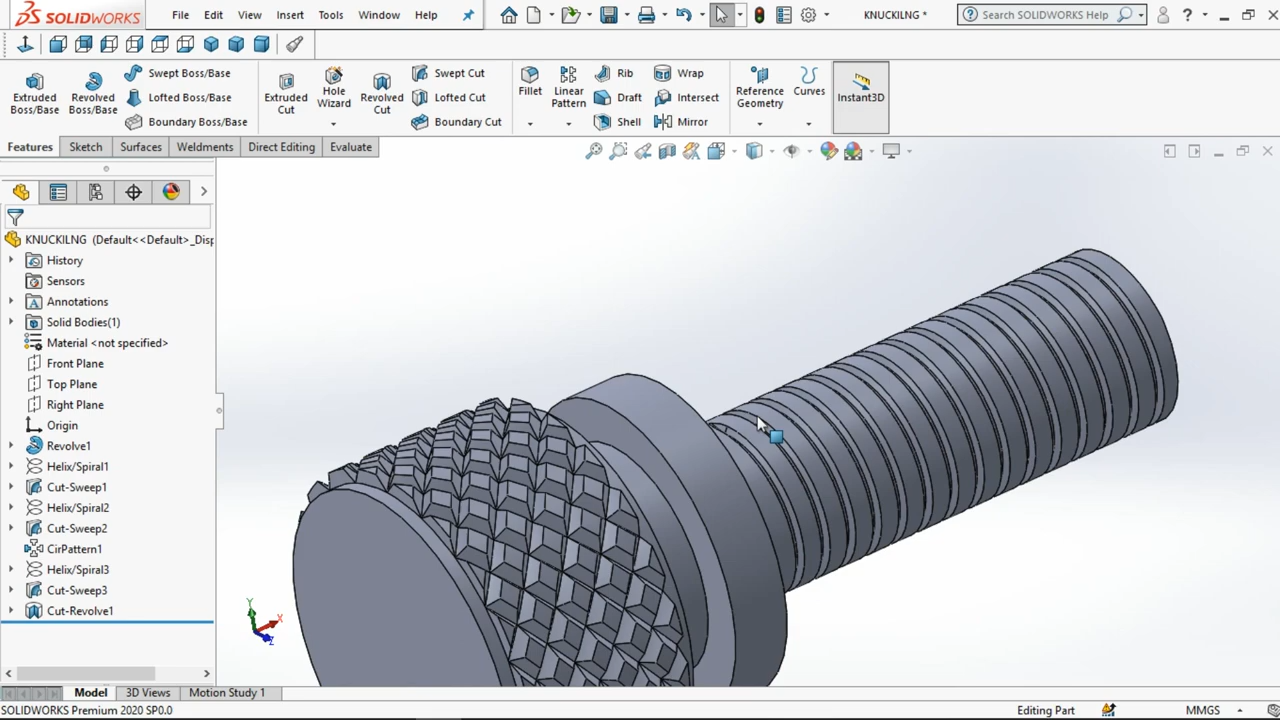 SOLIDWORKS File Edit View Insert Tools Window Help KNUCKILNG * Search SOLIDWORKS Help ?
Extruded Boss/Base
Revolved Boss/Base
Swept Boss/Base
Lofted Boss/Base
Boundary Boss/Base
Extruded Cut
Hole Wizard
Revolved Cut
Swept Cut
Lofted Cut
Boundary Cut
Fillet
Linear Pattern
Rib
Draft
Shell
Wrap
Intersect
Mirror
Reference Geometry
Curves
Instant3D
Features Sketch Surfaces Weldments Direct Editing Evaluate
KNUCKILNG (Default<<Default>_Disp
History
Sensors
Annotations
Solid Bodies(1)
Material <not specified>
Front Plane
Top Plane
Right Plane
Origin
Revolve1
Helix/Spiral1
Cut-Sweep1
Helix/Spiral2
Cut-Sweep2
CirPattern1
Helix/Spiral3
Cut-Sweep3
Cut-Revolve1
Y
X
Z
Model 3D Views Motion Study 1
SOLIDWORKS Premium 2020 SP0.0 Editing Part MMGS